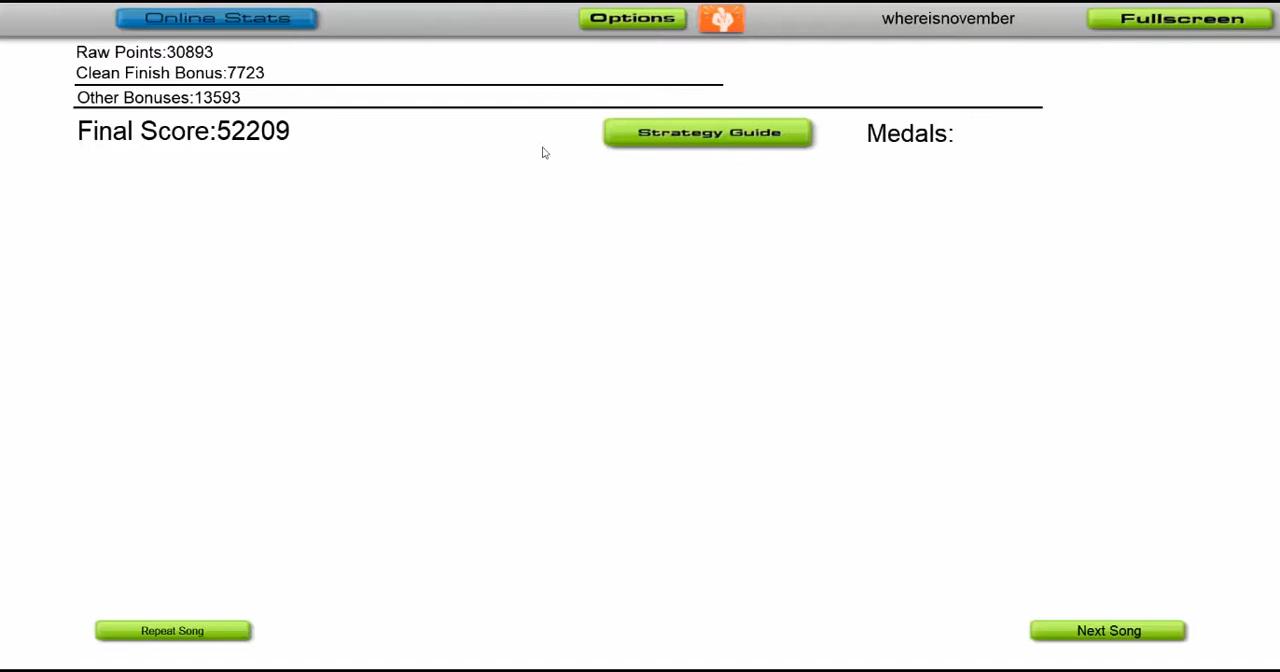 Online Stats
Options
whereisnovember
Fullscreen
Raw Points:30893
Clean Finish Bonus:7723
Other Bonuses:13593
Final Score:52209
Strategy Guide
Medals:
Repeat Song
Next Song